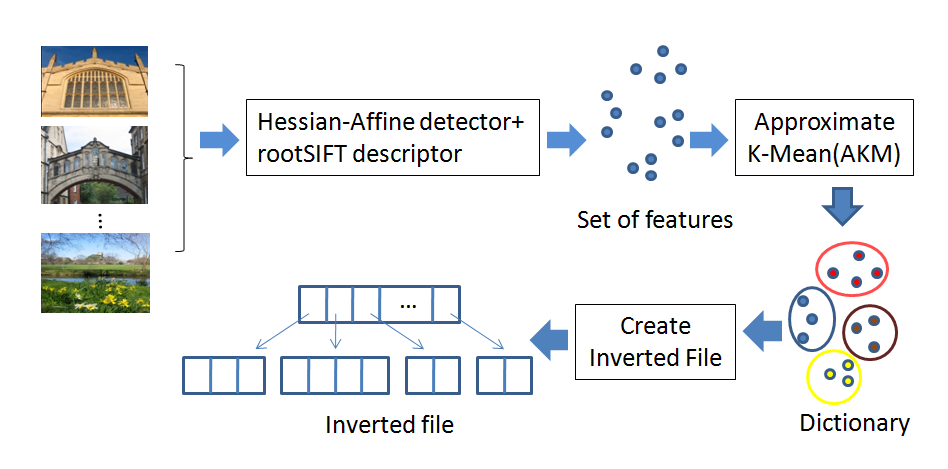 Hessian-Affine detector+
rootSIFT descriptor
Set of features
Approximate
K-Mean(AKM)
Dictionary
Create
Inverted File
...
Inverted file